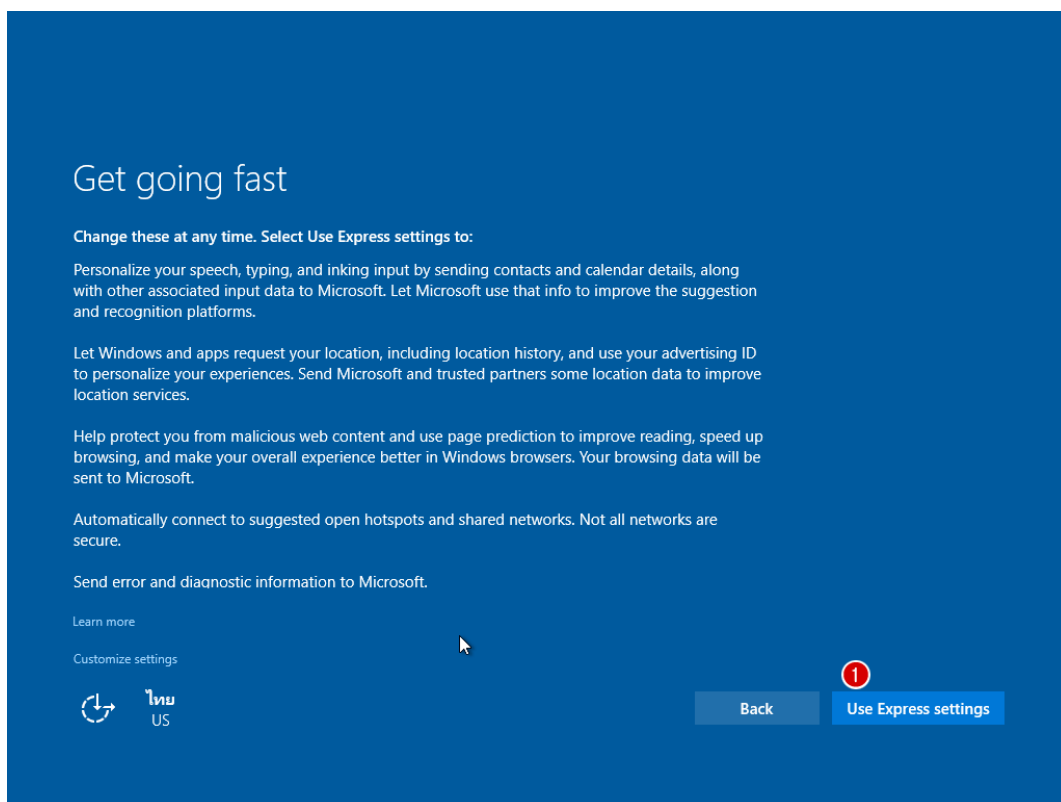 Get going fast
Change these at any time. Select Use Express settings to:
Personalize your speech, typing, and inking input by sending contacts and calendar details, along
with other associated input data to Microsoft. Let Microsoft use that info to improve the suggestion
and recognition platforms.
Let Windows and apps request your location, including location history, and use your advertising ID
to personalize your experiences. Send Microsoft and trusted partners some location data to improve
location services.
Help protect you from malicious web content and use page prediction to improve reading, speed up
browsing, and make your overall experience better in Windows browsers. Your browsing data will be
sent to Microsoft.
Automatically connect to suggested open hotspots and shared networks. Not all networks are
secure.
Send error and diagnostic information to Microsoft.
Learn more
Customize settings
ไทย
US
Back
1
Use Express settings